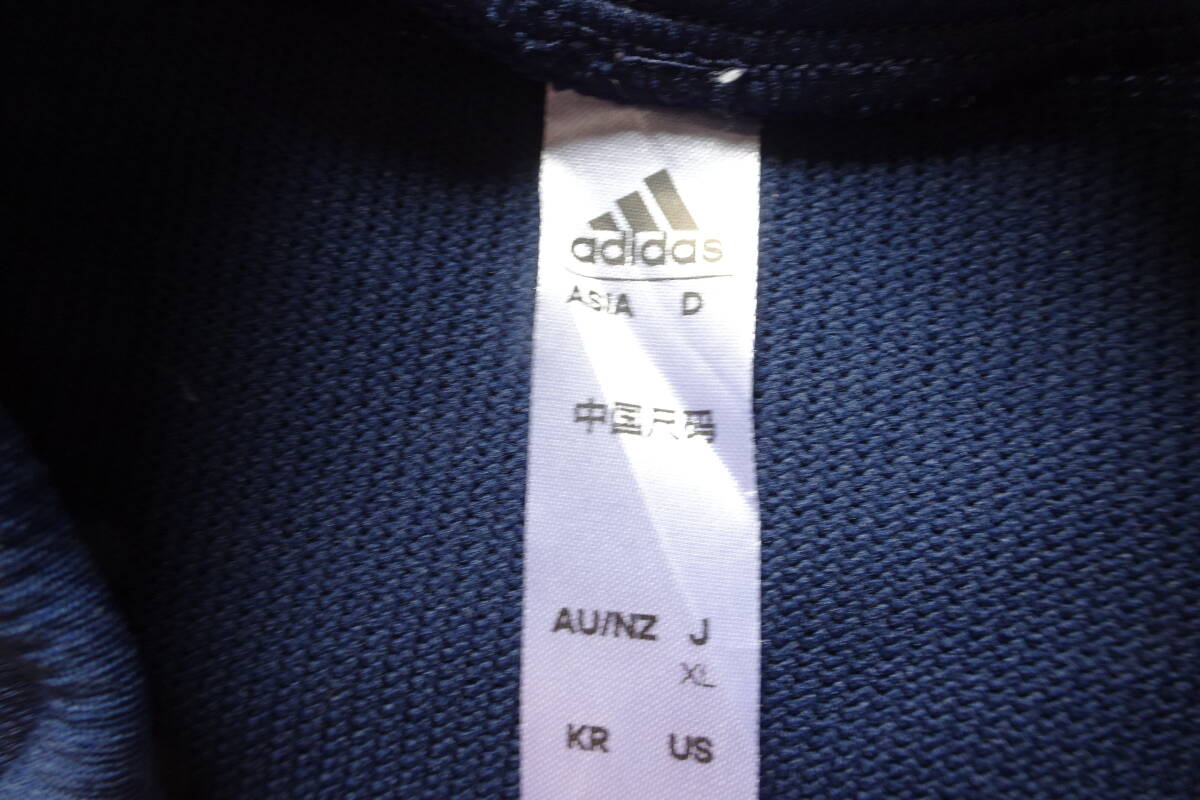 adidas
ASIA D
中国尺码
AU/NZ J
XL
KR US